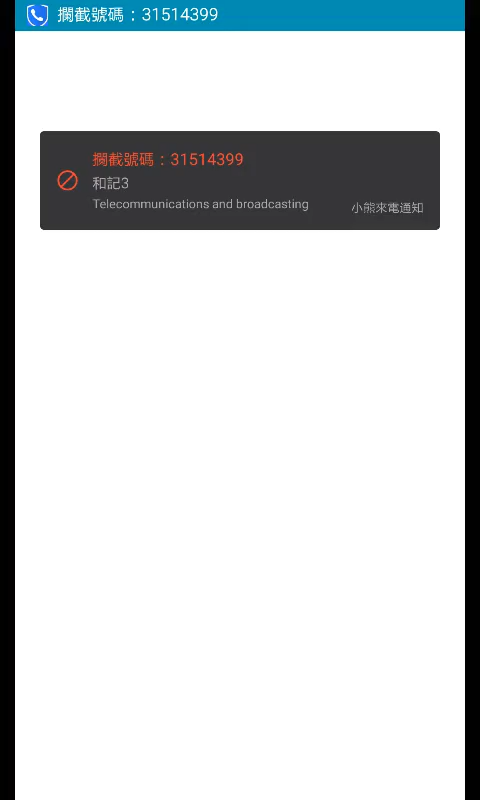 攔截號碼：31514399
攔截號碼：31514399
和記3
Telecommunications and broadcasting
小熊來電通知